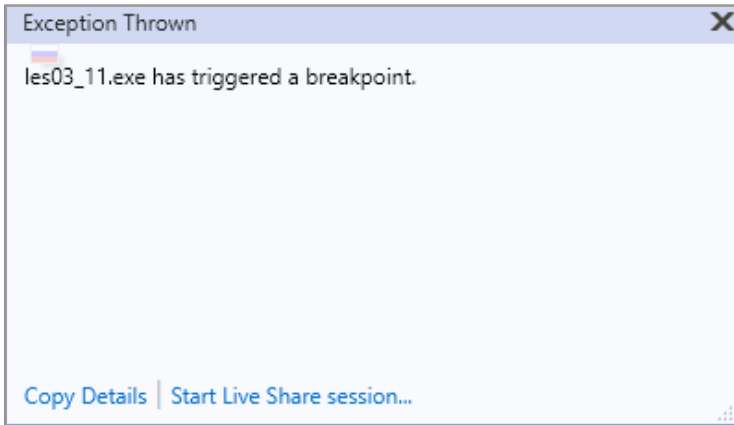 Exception Thrown
les03_11.exe has triggered a breakpoint.
Copy Details | Start Live Share session...